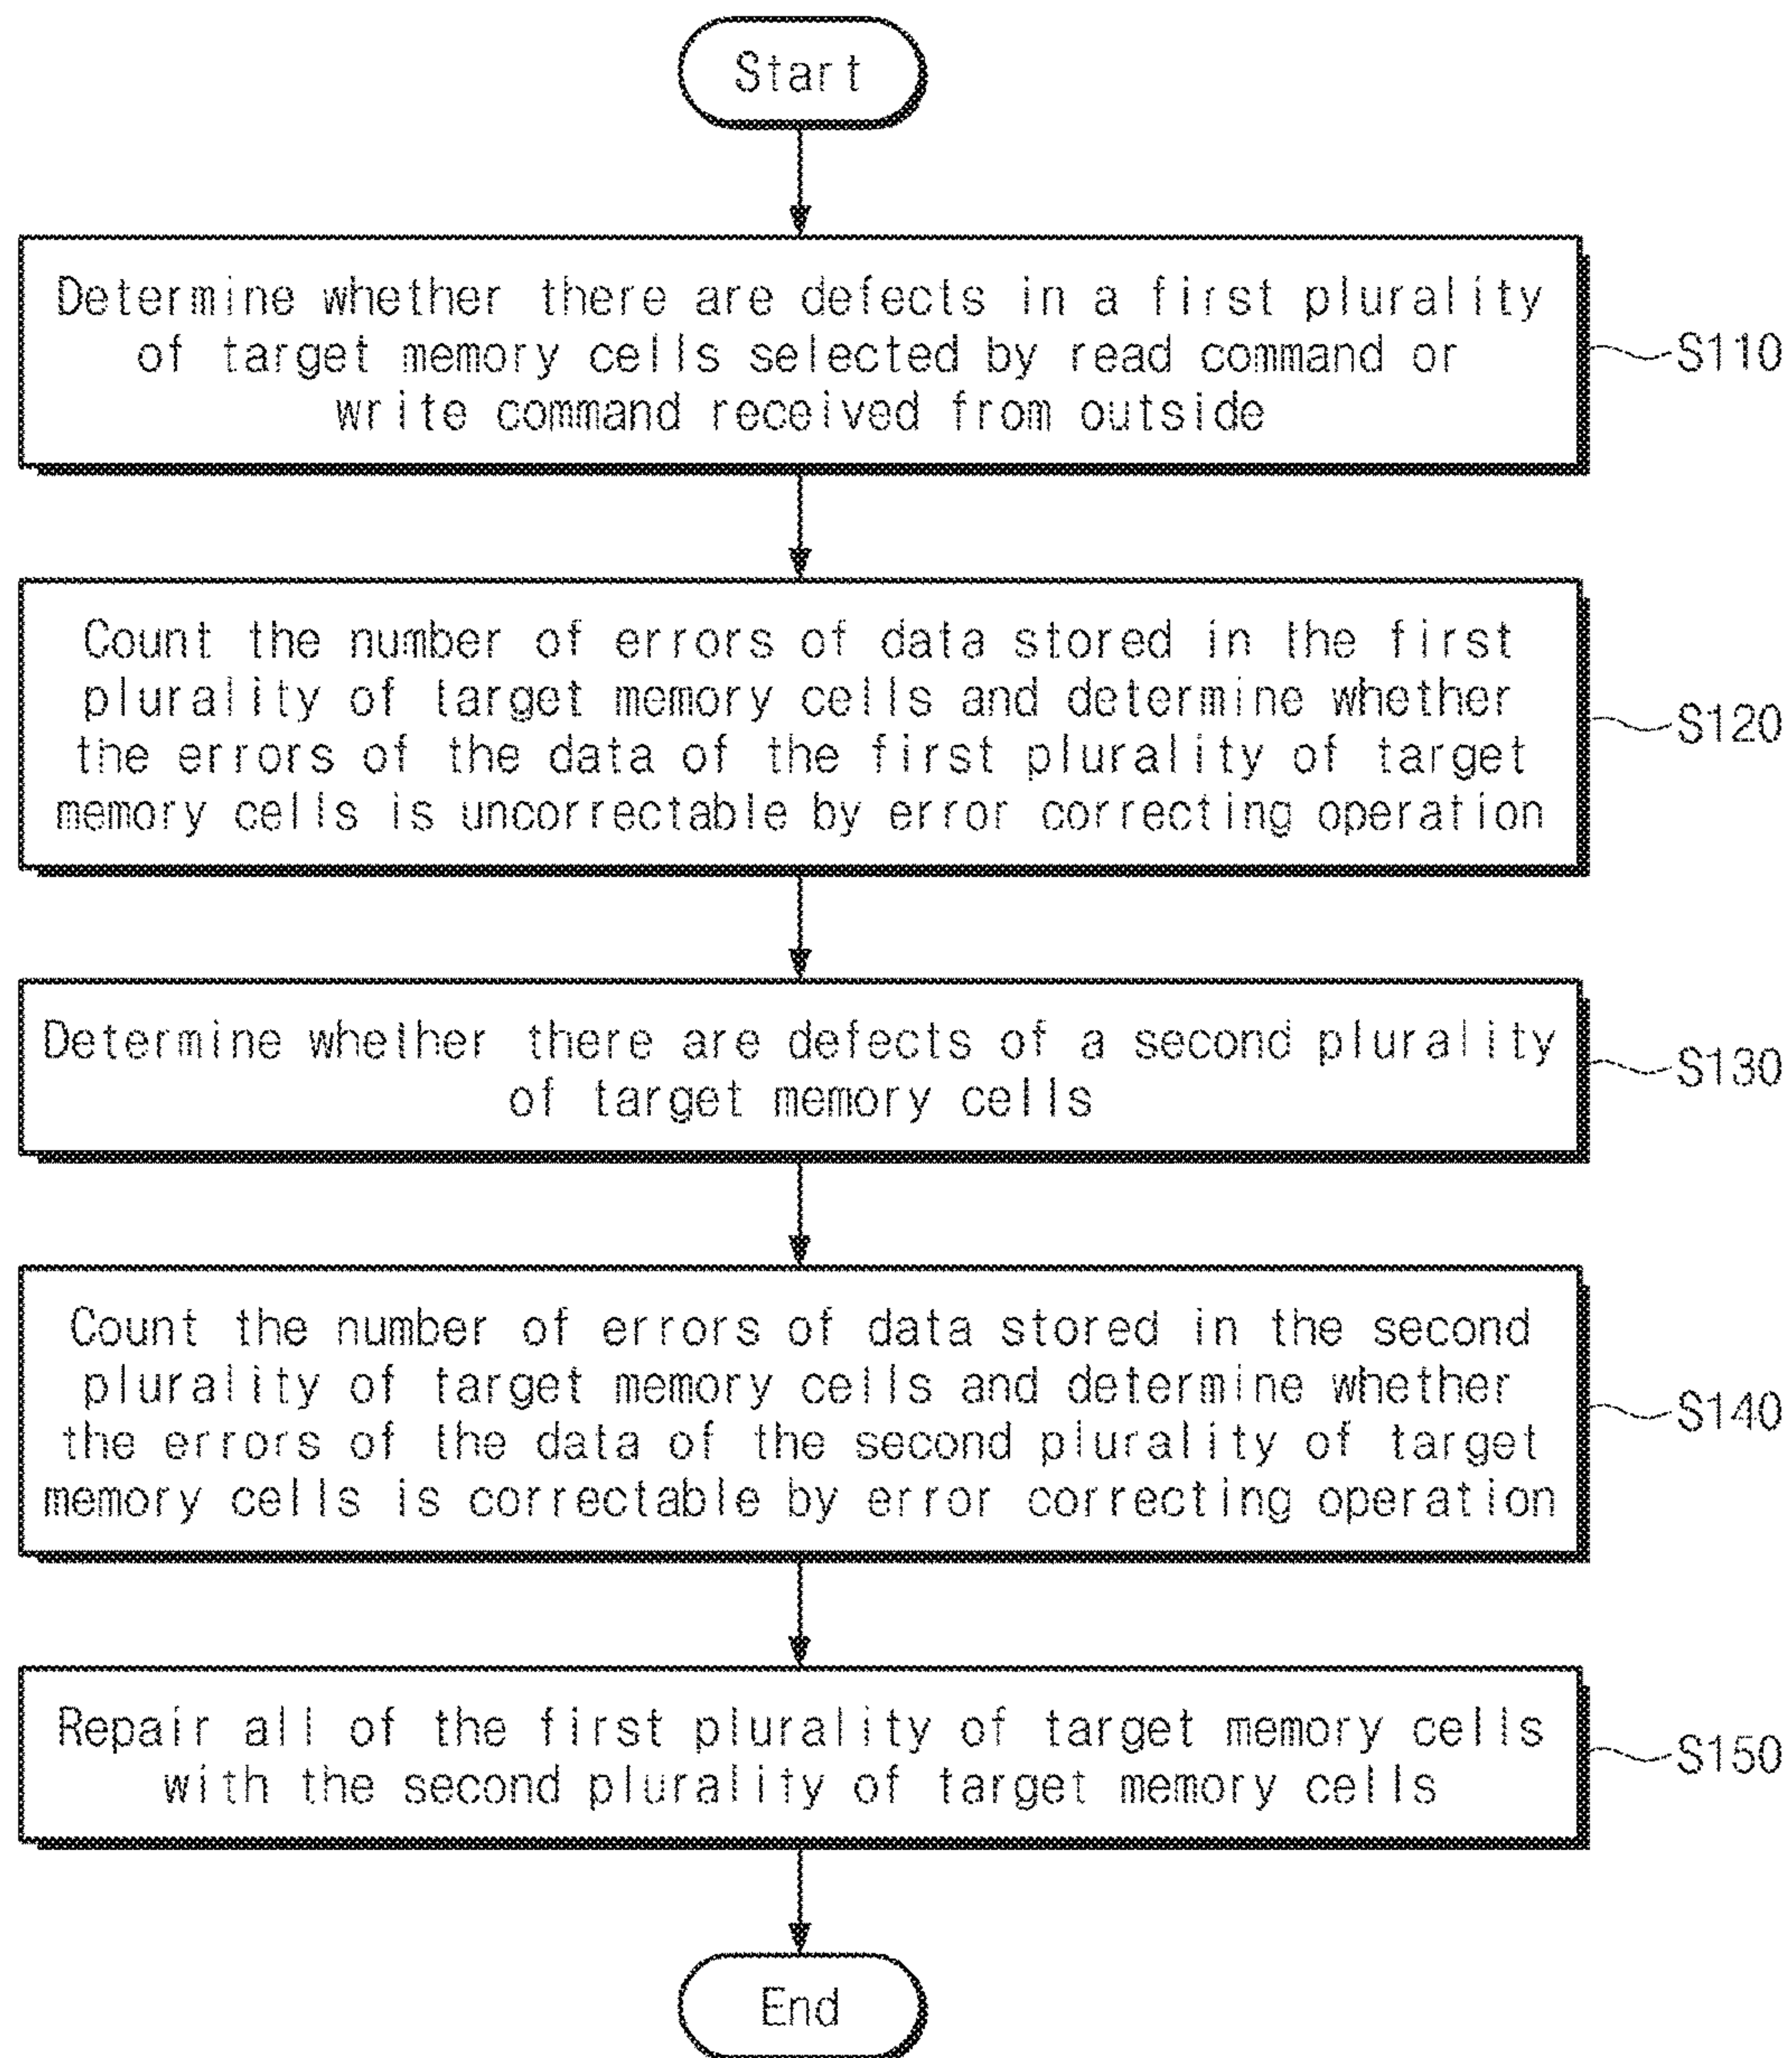 Start
Determine whether there are defects in a first plurality
of target memory cells selected by read command or
write command received from outside
S110
Count the number of errors of data stored in the first
plurality of target memory cells and determine whether
the errors of the data of the first plurality of target
memory cells is uncorrectable by error correcting operation
S120
Determine whether there are defects of a second plurality
of target memory cells
S130
Count the number of errors of data stored in the second
plurality of target memory cells and determine whether
the errors of the data of the second plurality of target
memory cells is correctable by error correcting operation
S140
Repair all of the first plurality of target memory cells
with the second plurality of target memory cells
S150
End